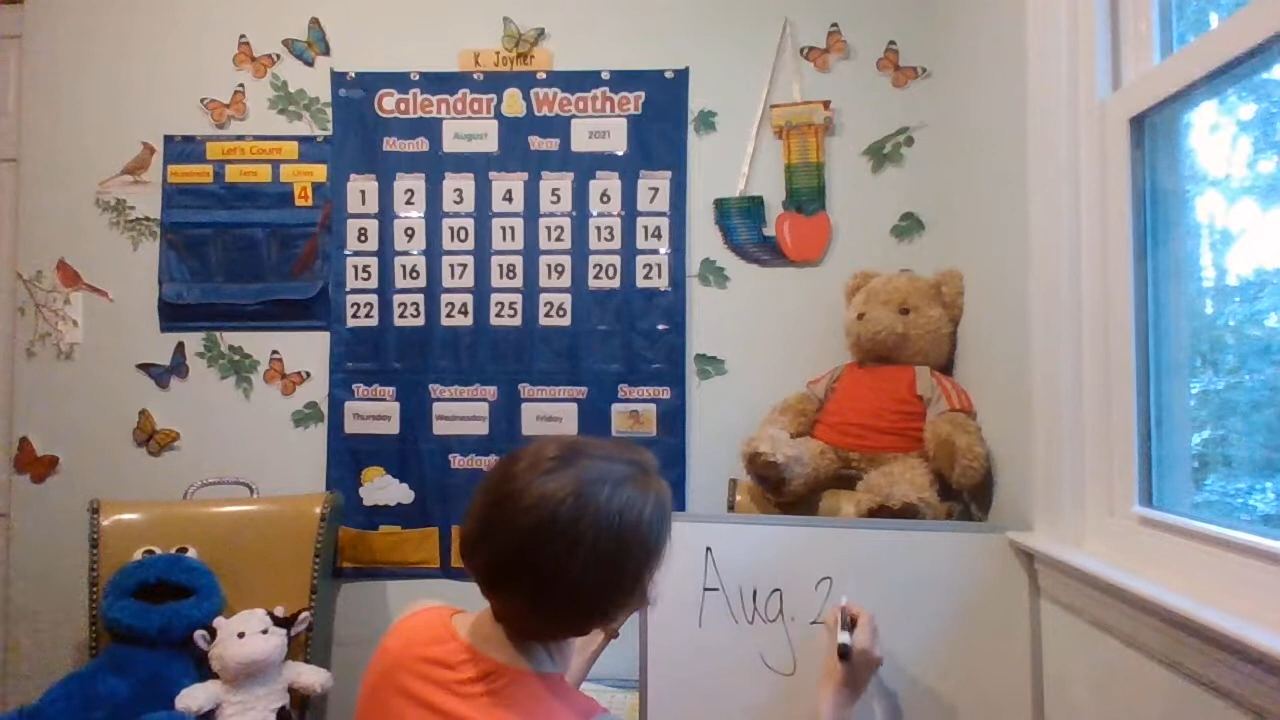 K. Joyner
Calendar & Weather
Month August Year 2021
Let's Count
Hundreds Tens Ones
4
1 2 3 4 5 6 7
8 9 10 11 12 13 14
15 16 17 18 19 20 21
22 23 24 25 26
Today Yesterday Tomorrow Season
Thursday Wednesday Friday
Today's
Aug. 2